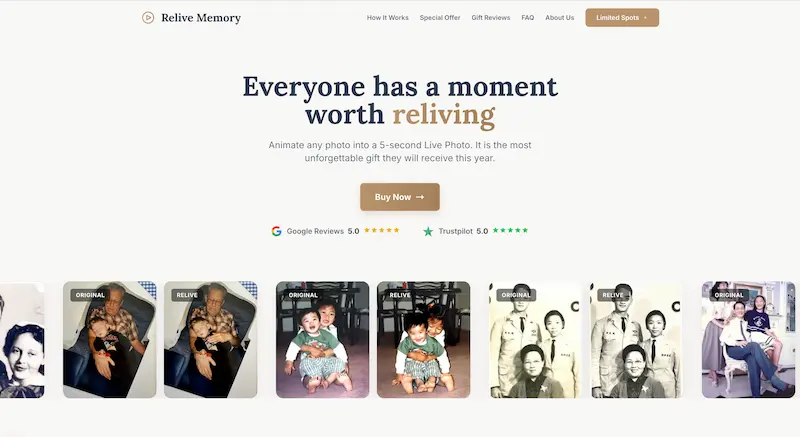 Relive Memory
How It Works Special Offer Gift Reviews FAQ About Us Limited Spots
Everyone has a moment
worth reliving
Animate any photo into a 5-second Live Photo. It is the most
unforgettable gift they will receive this year.
Buy Now →
Google Reviews 5.0 ★★★★★ Trustpilot 5.0 ★★★★★
ORIGINAL RELIVE ORIGINAL RELIVE ORIGINAL RELIVE ORIGINAL